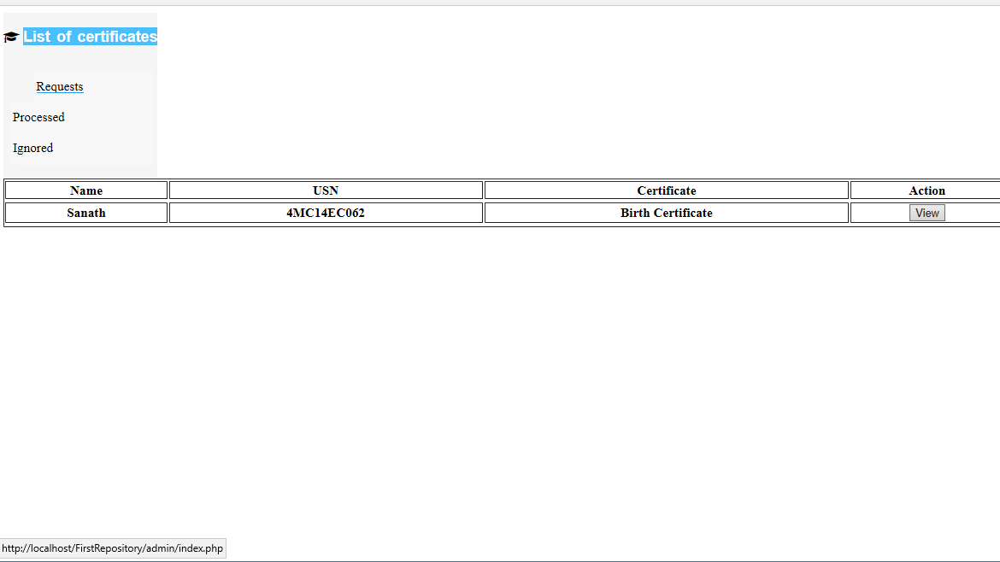 List of certificates
Requests
Processed
Ignored
Name USN Certificate Action
Sanath 4MC14EC062 Birth Certificate View
http://localhost/FirstRepository/admin/index.php